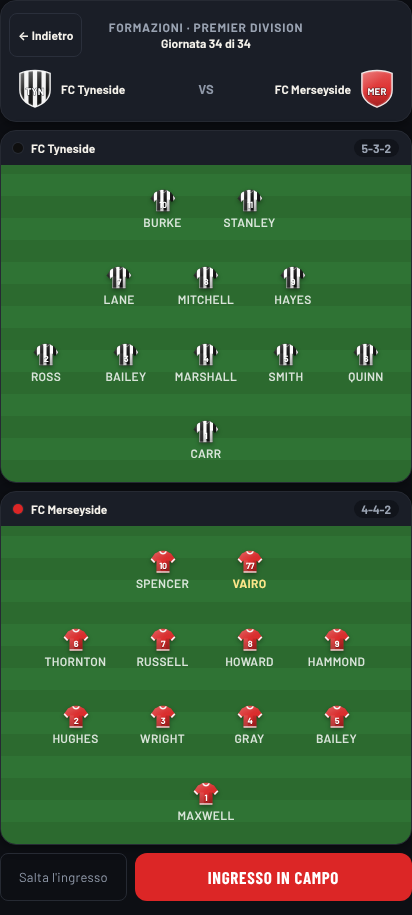 ← Indietro
FORMAZIONI · PREMIER DIVISION
Giornata 34 di 34
FC Tyneside
VS
FC Merseyside
MER
FC Tyneside
5-3-2
BURKE
STANLEY
LANE
MITCHELL
HAYES
ROSS
BAILEY
MARSHALL
SMITH
QUINN
CARR
FC Merseyside
4-4-2
10
77
SPENCER
VAIRO
6
7
8
9
THORNTON
RUSSELL
HOWARD
HAMMOND
2
3
4
5
HUGHES
WRIGHT
GRAY
BAILEY
1
MAXWELL
Salta l'ingresso
INGRESSO IN CAMPO